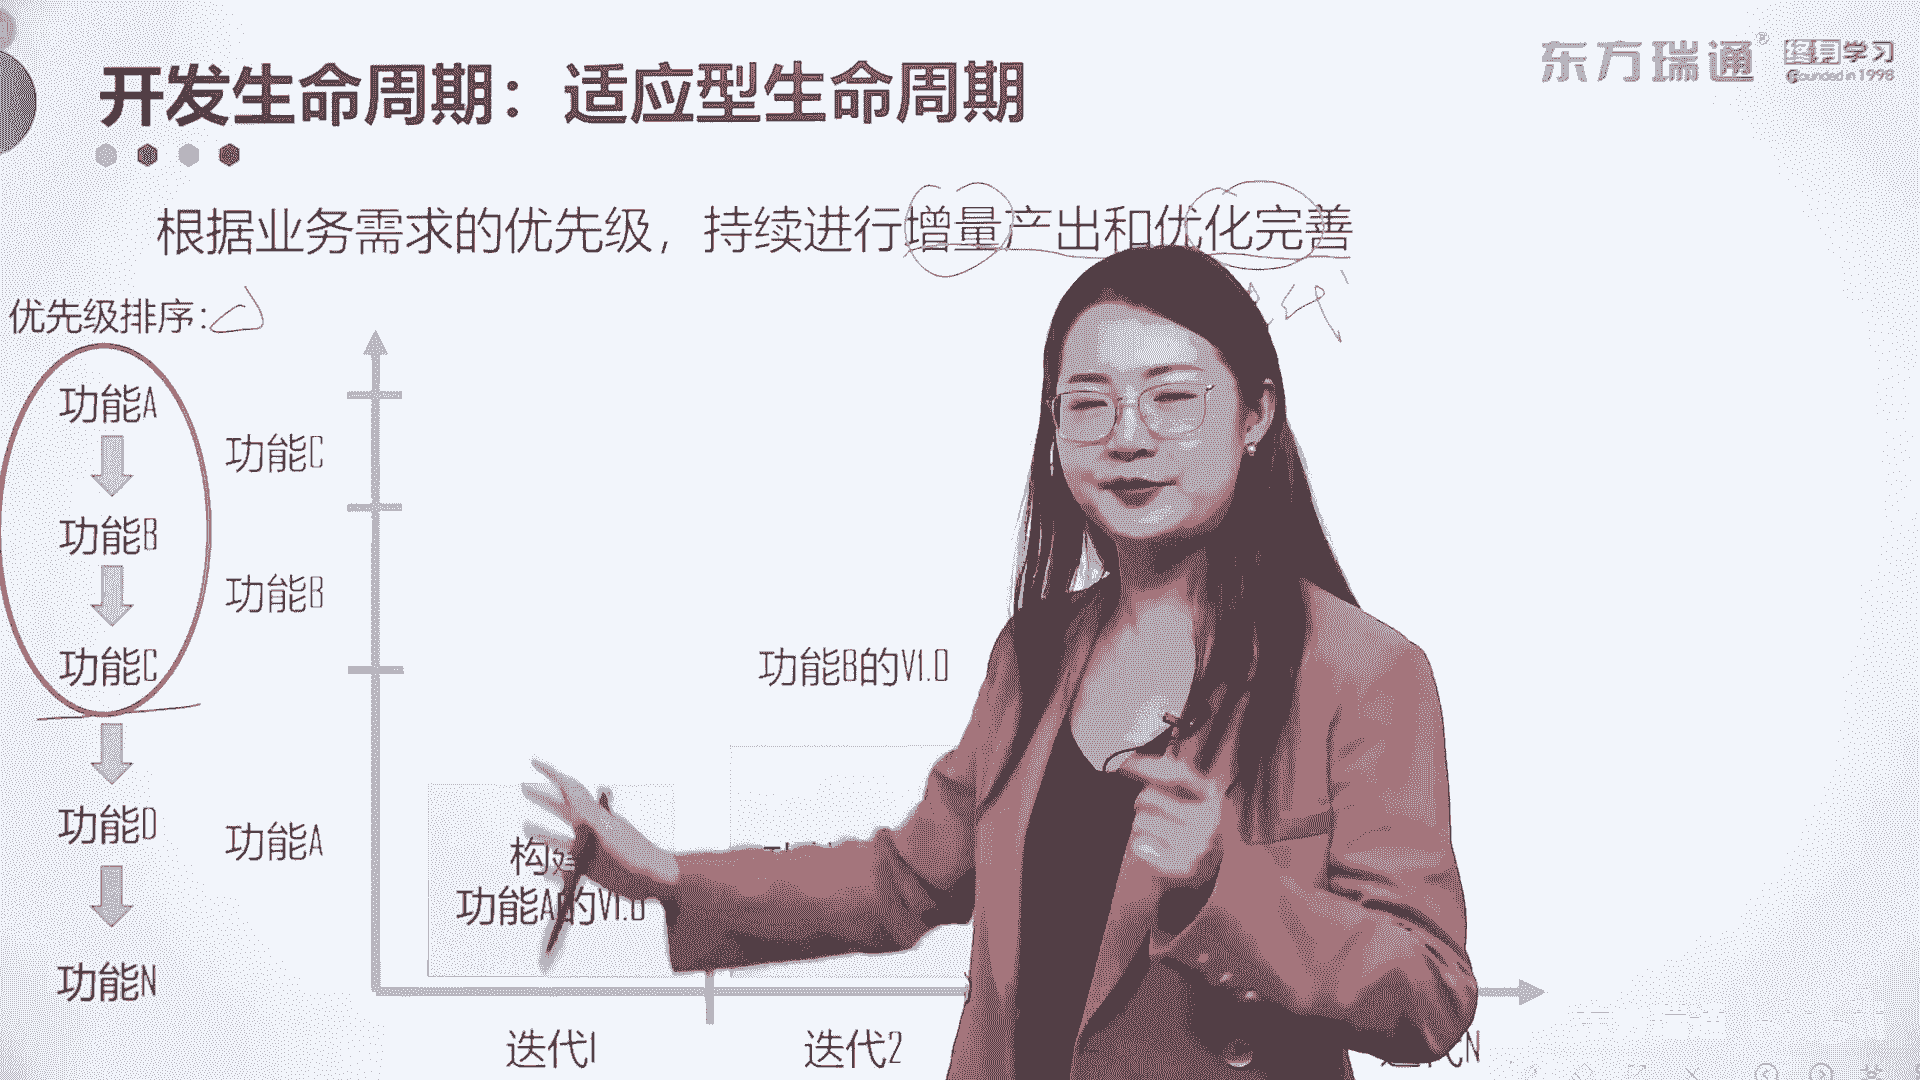 东方瑞通®
终身学习
Founded in 1998
开发生命周期：适应型生命周期
根据业务需求的优先级，持续进行增量产出和优化完善
优先级排序：
功能A
功能B
功能C
功能D
功能N
功能C
功能B
功能A
功能B的V1.0
功能A的V1.0
迭代1
迭代2